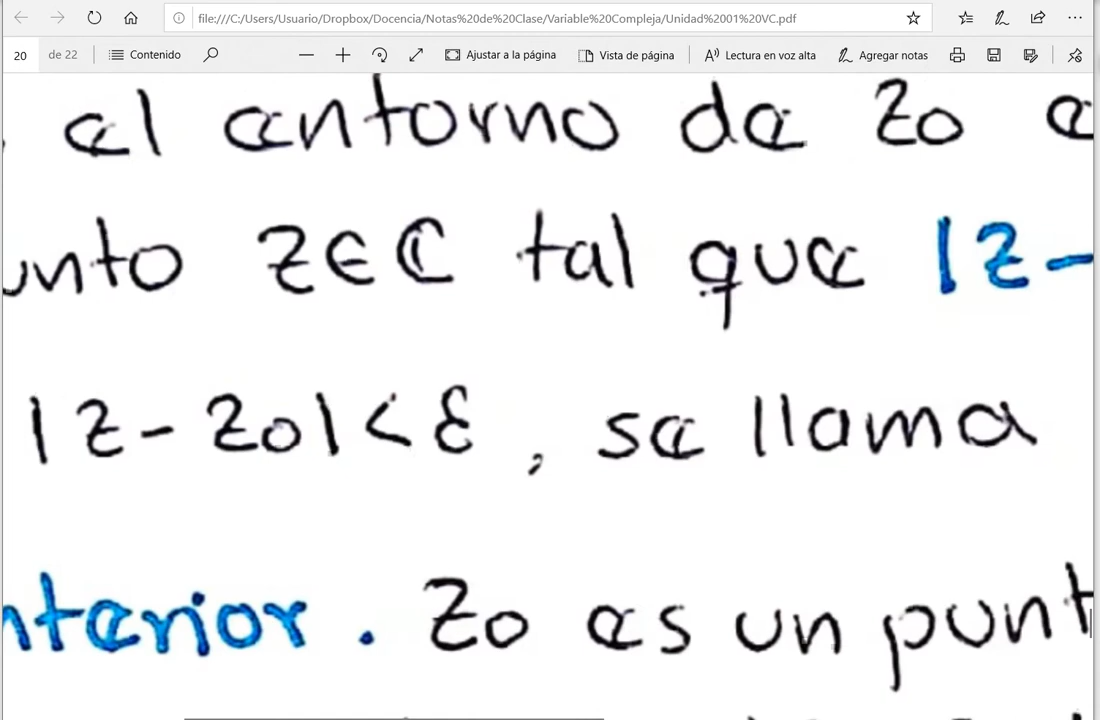 file:///C:/Users/Usuario/Dropbox/Docencia/Notas%20de%20Clase/Variable%20Compleja/Unidad%2001%20VC.pdf
20 de 22 Contenido Ajustar a la página Vista de página Lectura en voz alta Agregar notas
el entorno de Zo e
unto Z∈ℂ tal que |Z-
|Z-Zo|<ε, se llama
nterior. Zo es un punt